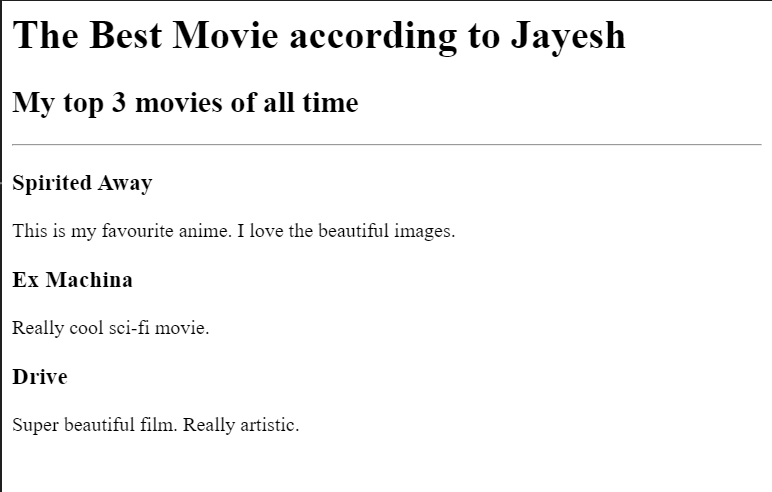 The Best Movie according to Jayesh
My top 3 movies of all time
Spirited Away
This is my favourite anime. I love the beautiful images.
Ex Machina
Really cool sci-fi movie.
Drive
Super beautiful film. Really artistic.